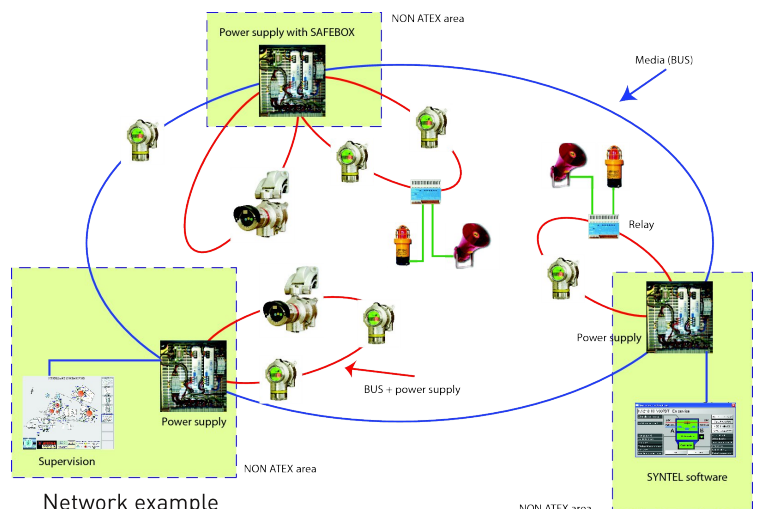 Power supply with SAFEBOX
NON ATEX area
Media (BUS)
Relay
Power supply
BUS + power supply
Power supply
Supervision
NON ATEX area
SYNTEL software
Network example
NON ATEX area